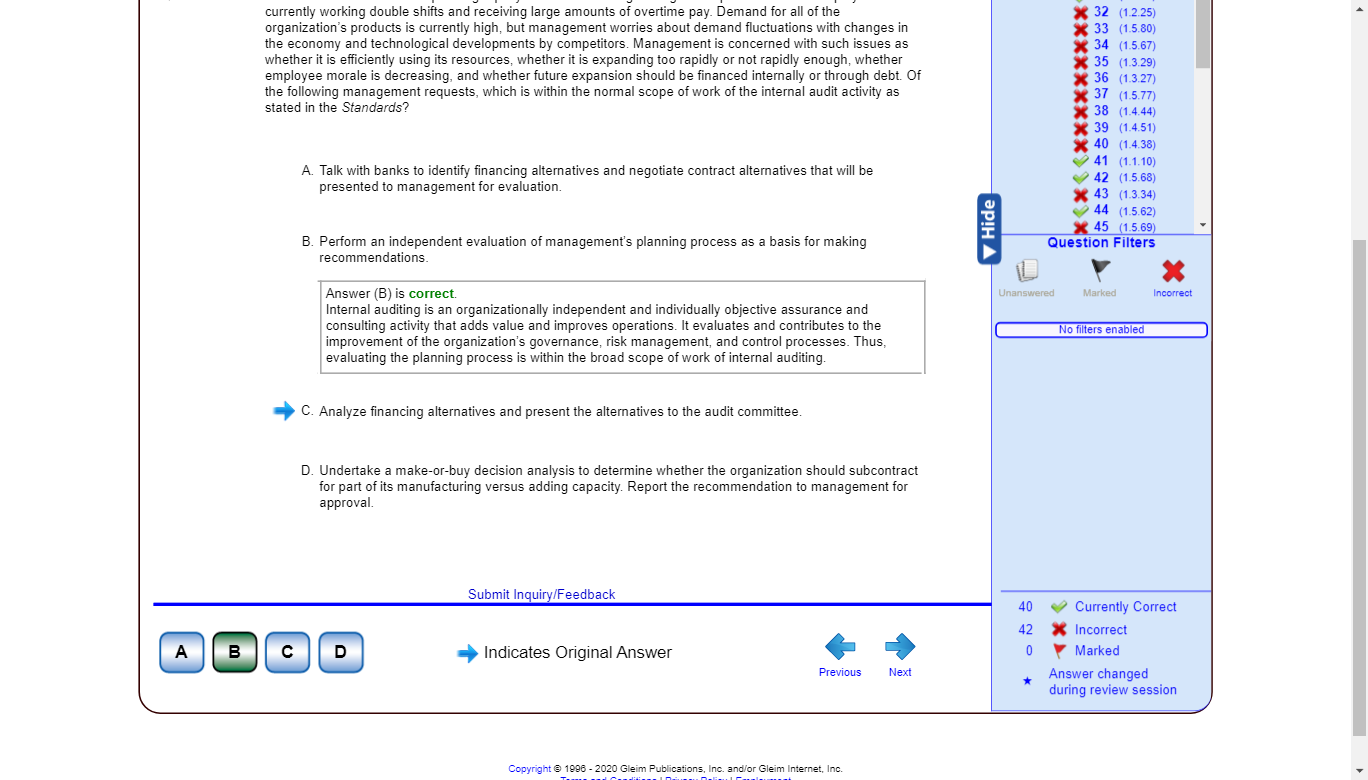 currently working double shifts and receiving large amounts of overtime pay. Demand for all of the
organization's products is currently high, but management worries about demand fluctuations with changes in
the economy and technological developments by competitors. Management is concerned with such issues as
whether it is efficiently using its resources, whether it is expanding too rapidly or not rapidly enough, whether
employee morale is decreasing, and whether future expansion should be financed internally or through debt. Of
the following management requests, which is within the normal scope of work of the internal audit activity as
stated in the Standards?
A. Talk with banks to identify financing alternatives and negotiate contract alternatives that will be
presented to management for evaluation.
B. Perform an independent evaluation of management's planning process as a basis for making
recommendations.
Answer (B) is correct.
Internal auditing is an organizationally independent and individually objective assurance and
consulting activity that adds value and improves operations. It evaluates and contributes to the
improvement of the organization's governance, risk management, and control processes. Thus,
evaluating the planning process is within the broad scope of work of internal auditing.
C. Analyze financing alternatives and present the alternatives to the audit committee.
D. Undertake a make-or-buy decision analysis to determine whether the organization should subcontract
for part of its manufacturing versus adding capacity. Report the recommendation to management for
approval.
Submit Inquiry/Feedback
A B C D
Indicates Original Answer
Previous Next
32 (1.2.25)
33 (1.5.80)
34 (1.5.67)
35 (1.3.29)
36 (1.3.27)
37 (1.5.77)
38 (1.4.44)
39 (1.4.51)
40 (1.4.38)
41 (1.1.10)
42 (1.5.68)
43 (1.3.34)
44 (1.5.62)
45 (1.5.69)
Hide
Question Filters
Unanswered Marked Incorrect
No filters enabled
40 Currently Correct
42 Incorrect
0 Marked
Answer changed
during review session
Copyright © 1996 - 2020 Gleim Publications, Inc. and/or Gleim Internet, Inc.
Terms and Conditions | Privacy Policy | Employment